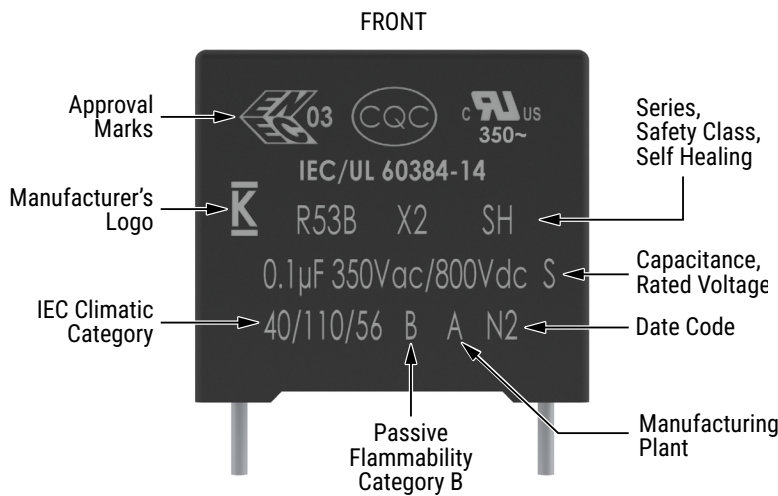 FRONT
Approval
Marks
ENEC 03
CQC
c RU US
350~
Series,
Safety Class,
Self Healing
IEC/UL 60384-14
Manufacturer's
Logo
K
R53B X2 SH
0.1µF 350Vac/800Vdc S
Capacitance,
Rated Voltage
IEC Climatic
Category
40/110/56 B A N2
Date Code
Passive
Flammability
Category B
Manufacturing
Plant